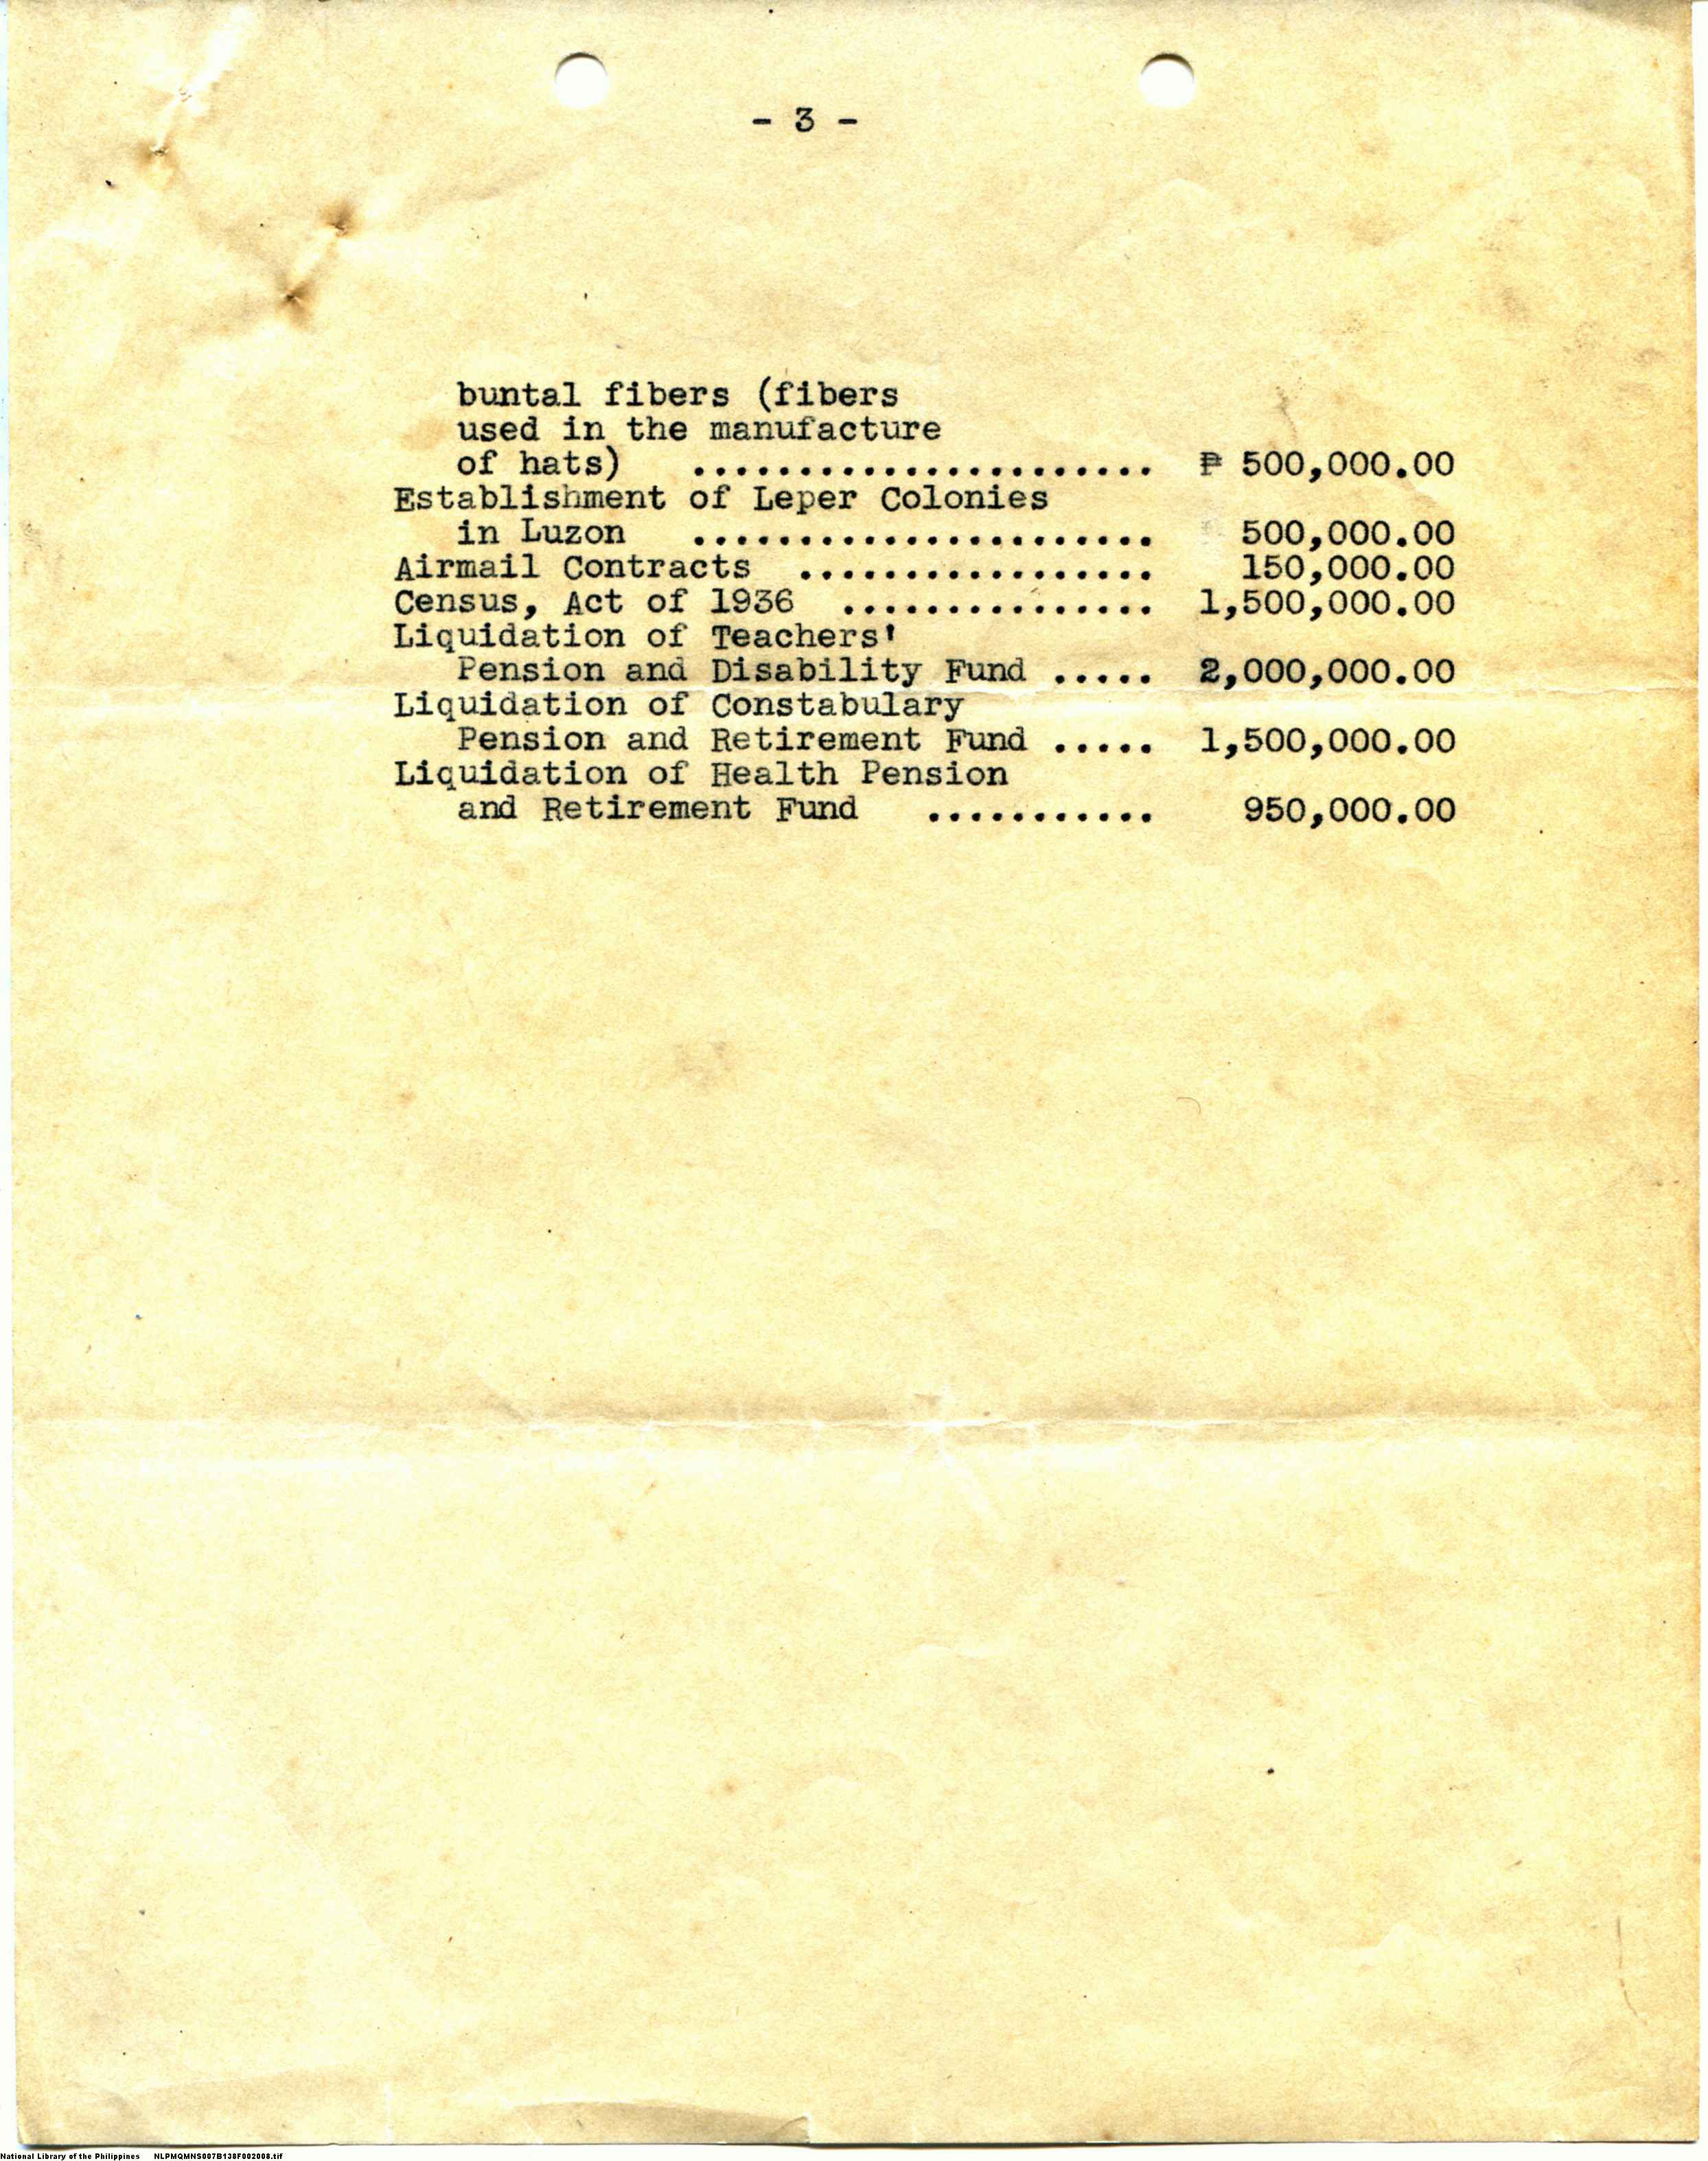 - 3 -
buntal fibers (fibers
used in the manufacture
of hats) ...................... ₱ 500,000.00
Establishment of Leper Colonies
in Luzon ...................... 500,000.00
Airmail Contracts ................. 150,000.00
Census, Act of 1936 ............... 1,500,000.00
Liquidation of Teachers'
Pension and Disability Fund ..... 2,000,000.00
Liquidation of Constabulary
Pension and Retirement Fund ..... 1,500,000.00
Liquidation of Health Pension
and Retirement Fund ........... 950,000.00
National Library of the Philippines NLPMQMNS007B138F002008.tif